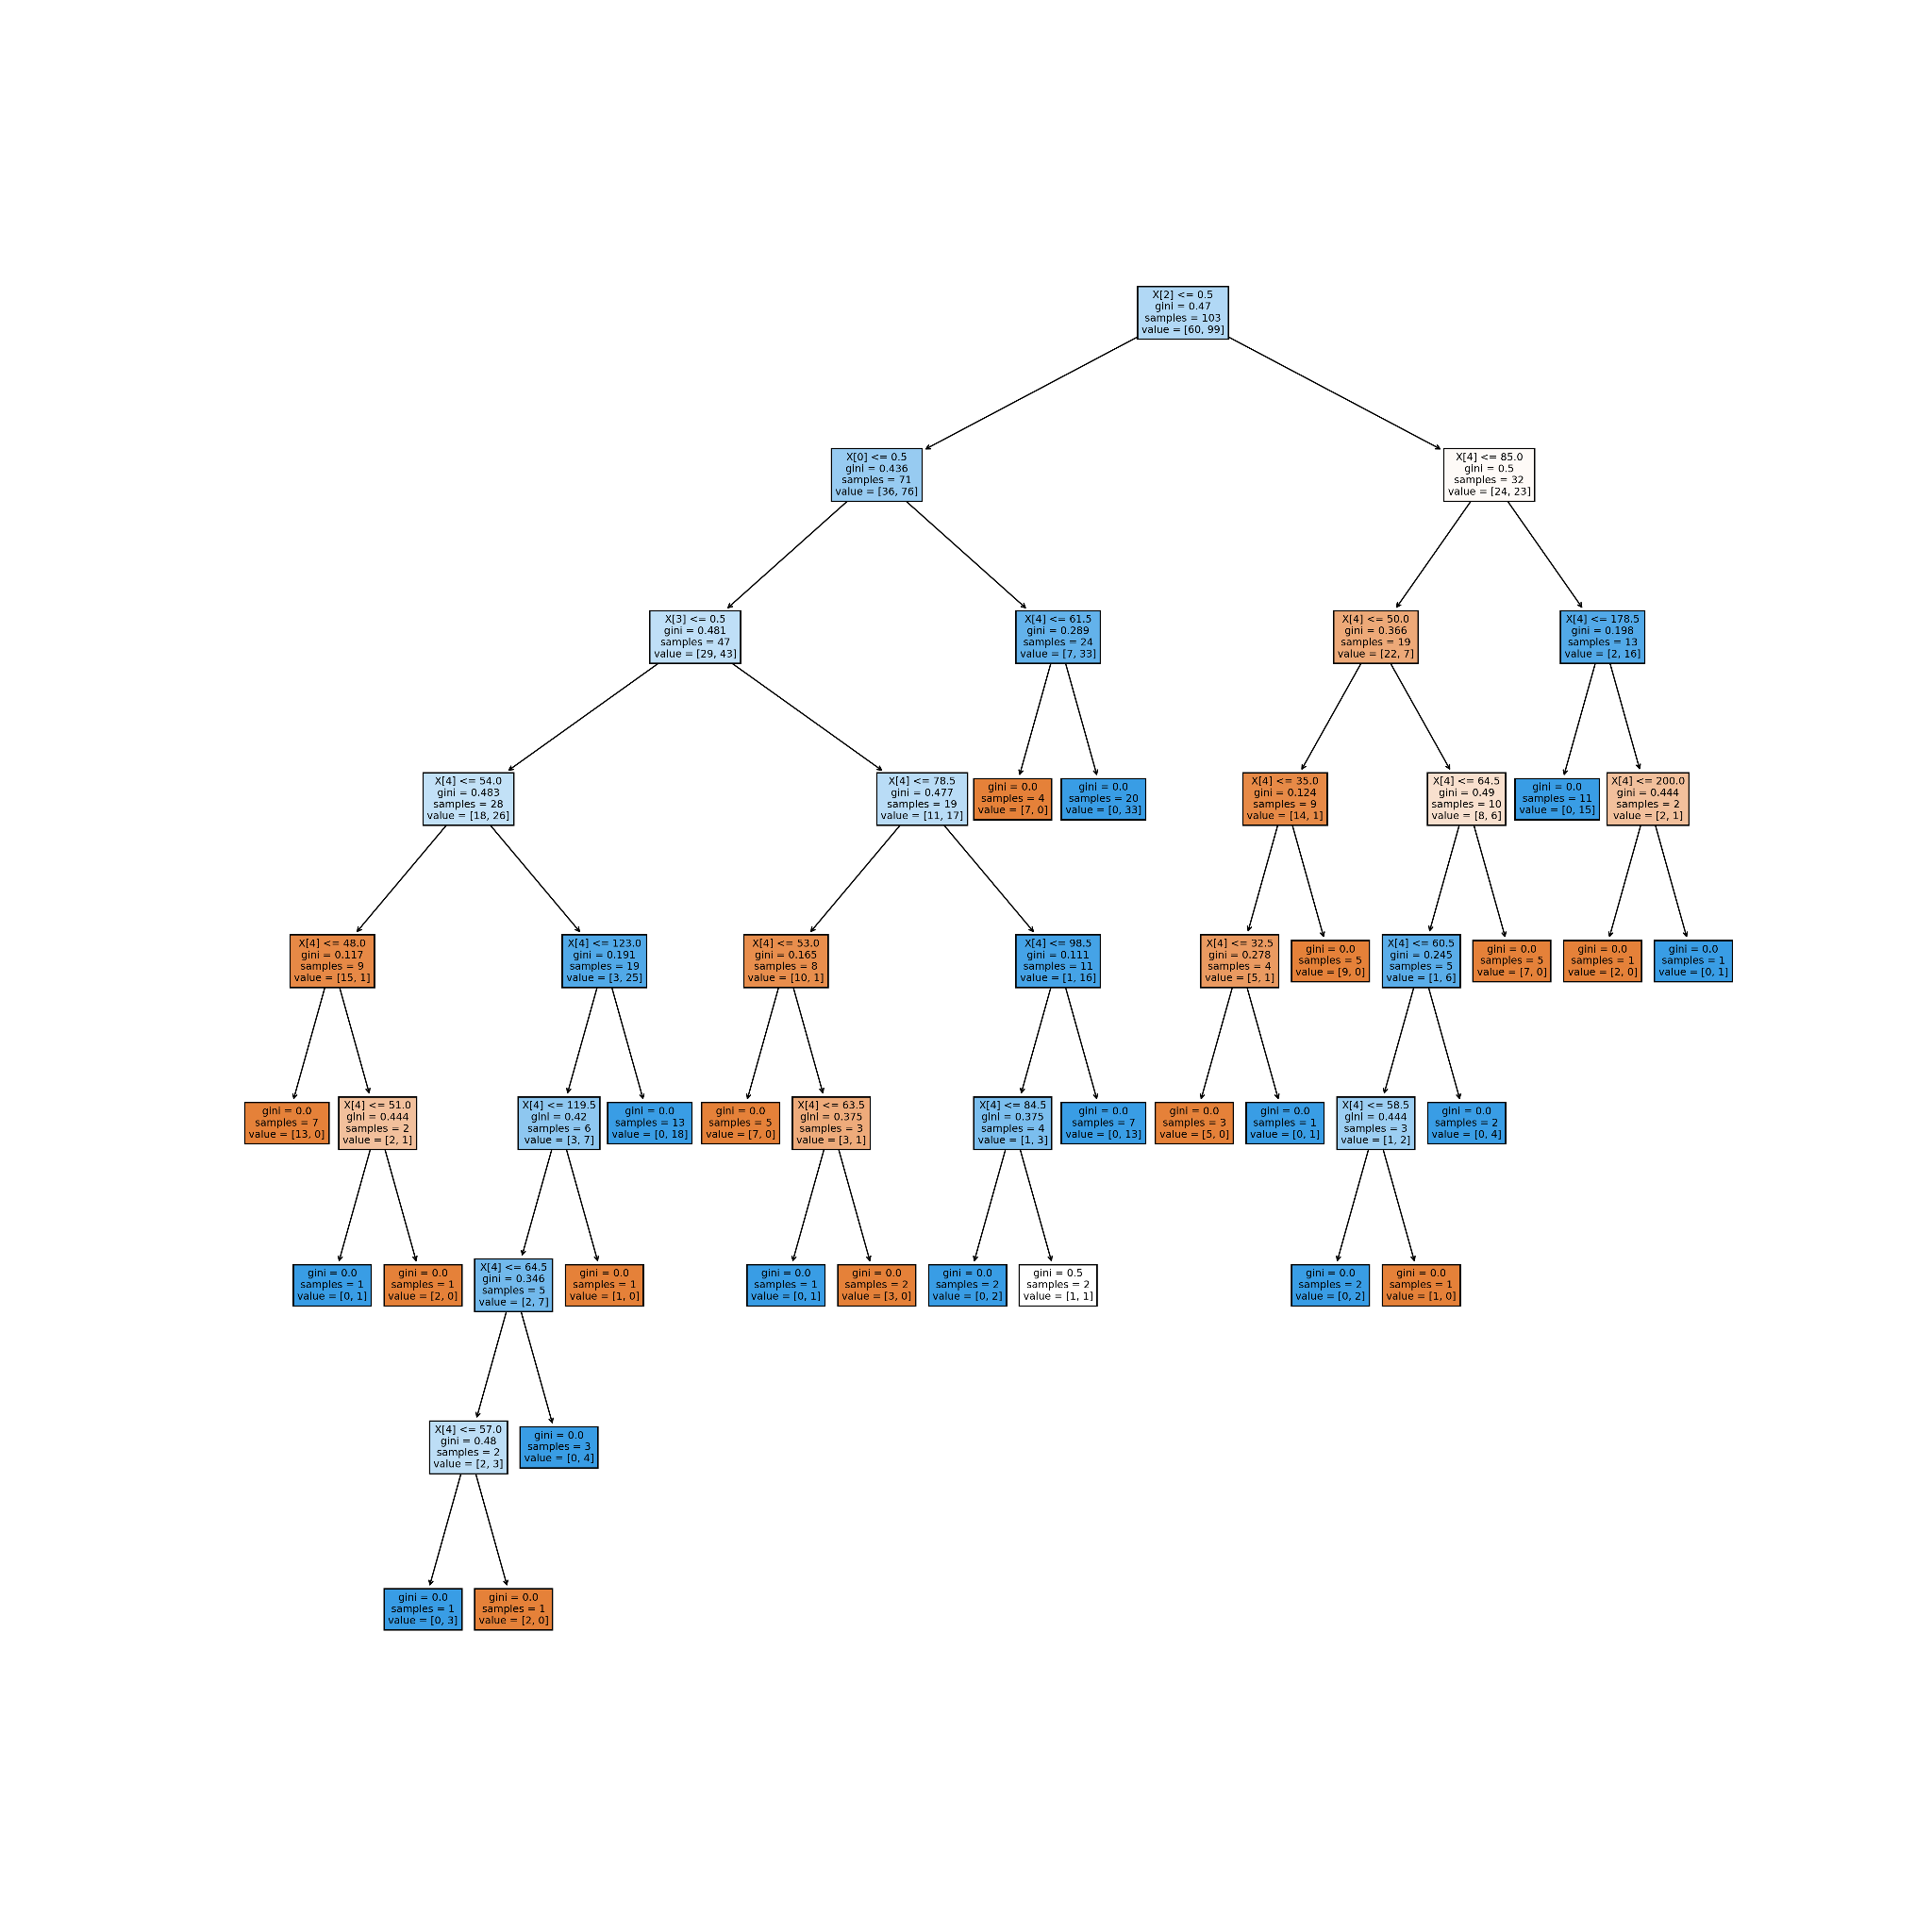 X[2] <= 0.5
gini = 0.47
samples = 103
value = [60, 99]
X[0] <= 0.5
gini = 0.436
samples = 71
value = [36, 76]
X[4] <= 85.0
gini = 0.5
samples = 32
value = [24, 23]
X[3] <= 0.5
gini = 0.481
samples = 47
value = [29, 43]
X[4] <= 61.5
gini = 0.289
samples = 24
value = [7, 33]
X[4] <= 50.0
gini = 0.366
samples = 19
value = [22, 7]
X[4] <= 178.5
gini = 0.198
samples = 13
value = [2, 16]
X[4] <= 54.0
gini = 0.483
samples = 28
value = [18, 26]
X[4] <= 78.5
gini = 0.477
samples = 19
value = [11, 17]
gini = 0.0
samples = 4
value = [7, 0]
gini = 0.0
samples = 20
value = [0, 33]
X[4] <= 35.0
gini = 0.124
samples = 9
value = [14, 1]
X[4] <= 64.5
gini = 0.49
samples = 10
value = [8, 6]
gini = 0.0
samples = 11
value = [0, 15]
X[4] <= 200.0
gini = 0.444
samples = 2
value = [2, 1]
X[4] <= 48.0
gini = 0.117
samples = 9
value = [15, 1]
X[4] <= 123.0
gini = 0.191
samples = 19
value = [3, 25]
X[4] <= 53.0
gini = 0.165
samples = 8
value = [10, 1]
X[4] <= 98.5
gini = 0.111
samples = 11
value = [1, 16]
X[4] <= 32.5
gini = 0.278
samples = 4
value = [5, 1]
gini = 0.0
samples = 5
value = [9, 0]
X[4] <= 60.5
gini = 0.245
samples = 5
value = [1, 6]
gini = 0.0
samples = 5
value = [7, 0]
gini = 0.0
samples = 1
value = [2, 0]
gini = 0.0
samples = 1
value = [0, 1]
gini = 0.0
samples = 7
value = [13, 0]
X[4] <= 51.0
gini = 0.444
samples = 2
value = [2, 1]
X[4] <= 119.5
gini = 0.42
samples = 6
value = [3, 7]
gini = 0.0
samples = 13
value = [0, 18]
gini = 0.0
samples = 5
value = [7, 0]
X[4] <= 63.5
gini = 0.375
samples = 3
value = [3, 1]
X[4] <= 84.5
gini = 0.375
samples = 4
value = [1, 3]
gini = 0.0
samples = 7
value = [0, 13]
gini = 0.0
samples = 3
value = [5, 0]
gini = 0.0
samples = 1
value = [0, 1]
X[4] <= 58.5
gini = 0.444
samples = 3
value = [1, 2]
gini = 0.0
samples = 2
value = [0, 4]
gini = 0.0
samples = 1
value = [0, 1]
gini = 0.0
samples = 1
value = [2, 0]
X[4] <= 64.5
gini = 0.346
samples = 5
value = [2, 7]
gini = 0.0
samples = 1
value = [1, 0]
gini = 0.0
samples = 1
value = [0, 1]
gini = 0.0
samples = 2
value = [3, 0]
gini = 0.0
samples = 2
value = [0, 2]
gini = 0.5
samples = 2
value = [1, 1]
gini = 0.0
samples = 2
value = [0, 2]
gini = 0.0
samples = 1
value = [1, 0]
X[4] <= 57.0
gini = 0.48
samples = 2
value = [2, 3]
gini = 0.0
samples = 3
value = [0, 4]
gini = 0.0
samples = 1
value = [0, 3]
gini = 0.0
samples = 1
value = [2, 0]